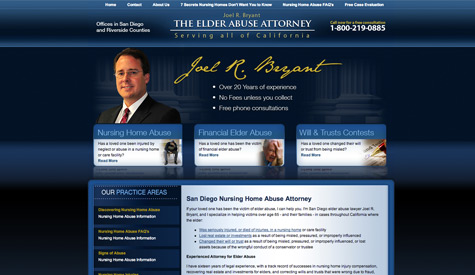 Home Contact About Us 7 Secrets Nursing Homes Don't Want You to Know Nursing Home Abuse FAQ's Free Case Evaluation
Offices in San Diego
and Riverside Counties
Joel R. Bryant
THE ELDER ABUSE ATTORNEY
Serving all of California
Call now for a free consultation
1-800-219-0885
Joel R. Bryant
• Over 20 Years of experience
• No Fees unless you collect
• Free phone consultations
Nursing Home Abuse
Has a loved one been injured by
neglect or abuse in a nursing home
or care facility?
Read More
Financial Elder Abuse
Has a loved one has been the victim
of financial elder abuse?
Read More
Will & Trusts Contests
Has a loved one changed their will
or trust from being misled?
Read More
OUR PRACTICE AREAS
Discovering Nursing Home Abuse
Nursing Home Abuse Information
Nursing Home Abuse FAQ's
Nursing Home Abuse Information
Signs of Abuse
Nursing Home Abuse Information
San Diego Nursing Home Abuse Attorney
If your loved one has been the victim of elder abuse, I can help you. I'm San Diego elder abuse lawyer Joel R.
Bryant, and I specialize in helping victims over age 65 - and their families - in cases throughout California where
the elder:
• Was seriously injured, or died of injuries, in a nursing home or care facility
• Lost real estate or investments as a result of being misled, pressured, or improperly influenced
• Changed their will or trust as a result of being misled, pressured, or improperly influenced, or lost
assets because of the wrongful conduct of a conservator or trustee
Experienced Attorney for Elder Abuse
I have sixteen years of legal experience, with a track record of successes in nursing home injury compensation,
recovering real estate and investments for elders, and correcting wills and trusts that were wrong due to fraud